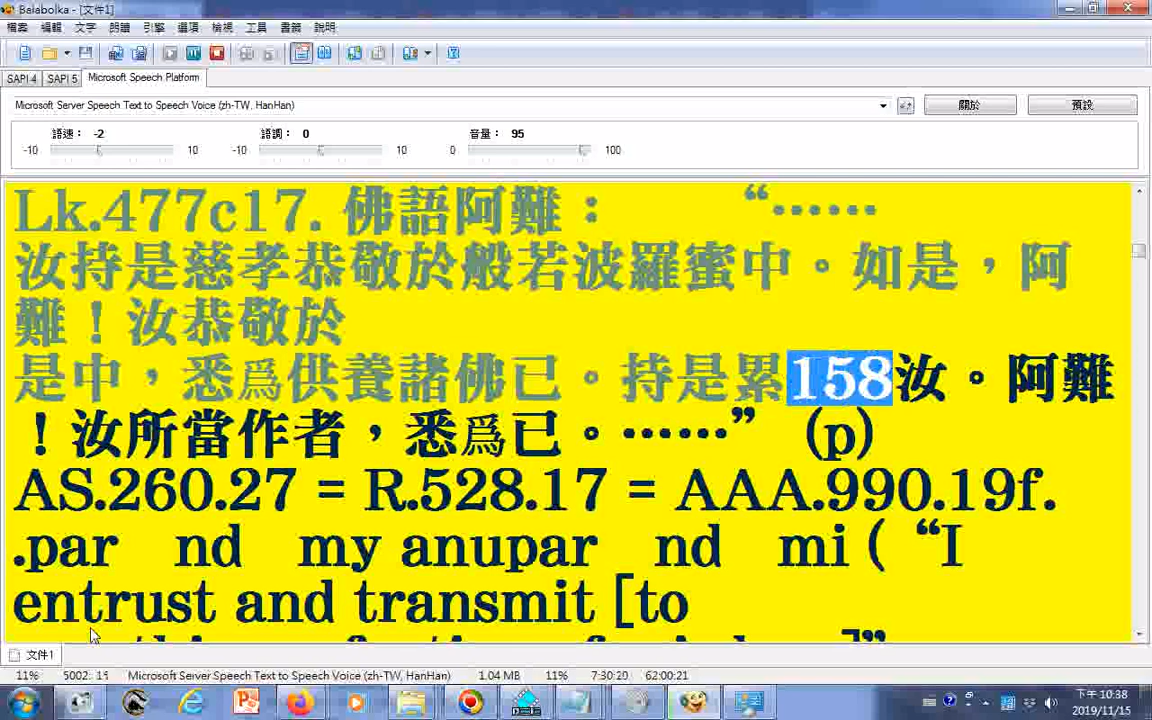 Balabolka - [文件1]
檔案 編輯 文字 朗讀 引擎 選項 檢視 工具 書籤 說明
SAPI 4 SAPI 5 Microsoft Speech Platform
Microsoft Server Speech Text to Speech Voice (zh-TW, HanHan) 關於 預設
語速： -2 語調： 0 音量： 95
-10 10 -10 10 0 100
Lk.477c17. 佛語阿難： “……
汝持是慈孝恭敬於般若波羅蜜中。如是，阿
難！汝恭敬於
是中，悉爲供養諸佛已。持是累158汝。阿難
！汝所當作者，悉爲已。……” (p)
AS.260.27 = R.528.17 = AAA.990.19f.
.par nd my anupar nd mi ( “I
entrust and transmit [to
文件1
11% 5002: 15 Microsoft Server Speech Text to Speech Voice (zh-TW, HanHan) 1.04 MB 11% 7:30:20 62:00:21
下午 10:38
2019/11/15